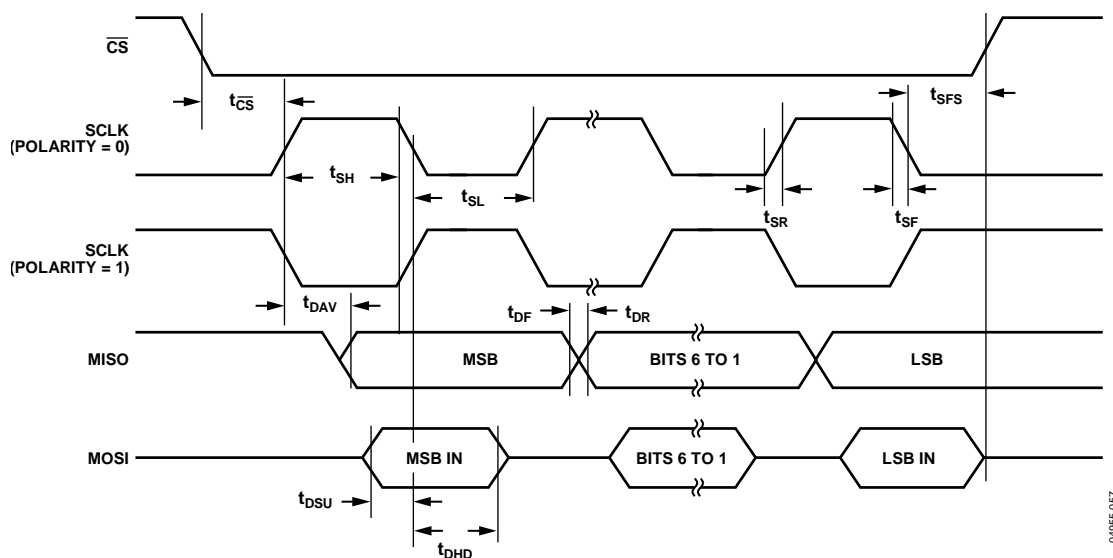 CS
tCS
tSFS
SCLK
(POLARITY = 0)
tSH
tSL
tSR
tSF
SCLK
(POLARITY = 1)
tDAV
tDF
tDR
MISO
MSB
BITS 6 TO 1
LSB
MOSI
MSB IN
BITS 6 TO 1
LSB IN
tDSU
tDHD
04955-057